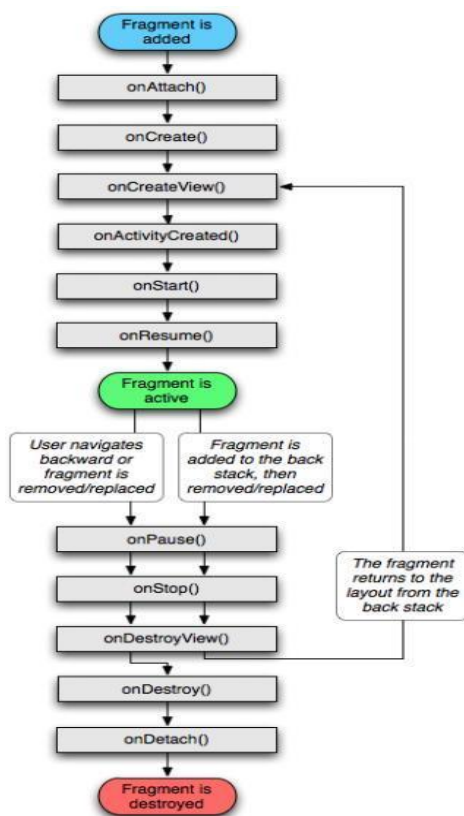 Fragment is
added
onAttach()
onCreate()
onCreateView()
onActivityCreated()
onStart()
onResume()
Fragment is
active
User navigates
backward or
fragment is
removed/replaced
Fragment is
added to the back
stack, then
removed/replaced
onPause()
onStop()
onDestroyView()
The fragment
returns to the
layout from the
back stack
onDestroy()
onDetach()
Fragment is
destroyed